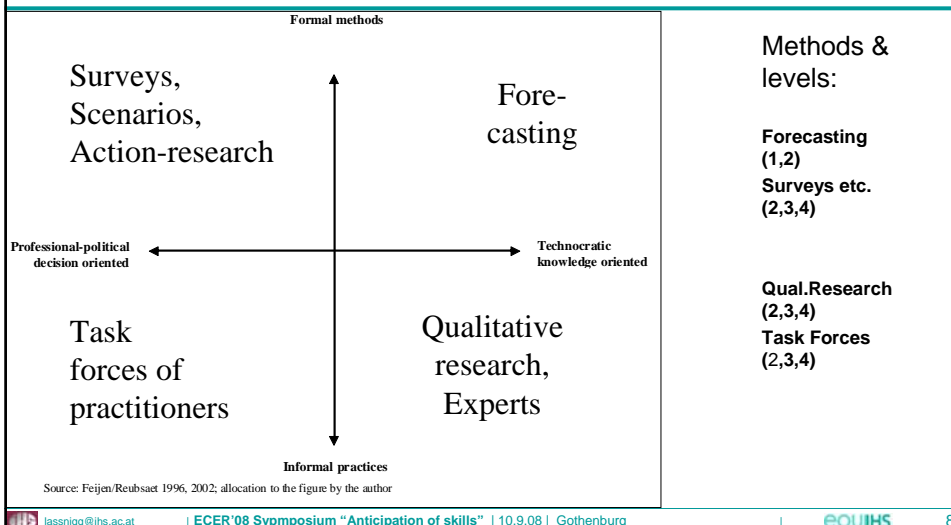 Formal methods
Surveys,
Scenarios,
Action-research
Fore-
casting
Professional-political
decision oriented
Technocratic
knowledge oriented
Task
forces of
practitioners
Qualitative
research,
Experts
Informal practices
Source: Feijen/Reubsaet 1996, 2002; allocation to the figure by the author
Methods &
levels:
Forecasting
(1,2)
Surveys etc.
(2,3,4)
Qual.Research
(2,3,4)
Task Forces
(2,3,4)
lassnigg@ihs.ac.at | ECER'08 Sypmposium "Anticipation of skills" | 10.9.08 | Gothenburg | equiIHS 8